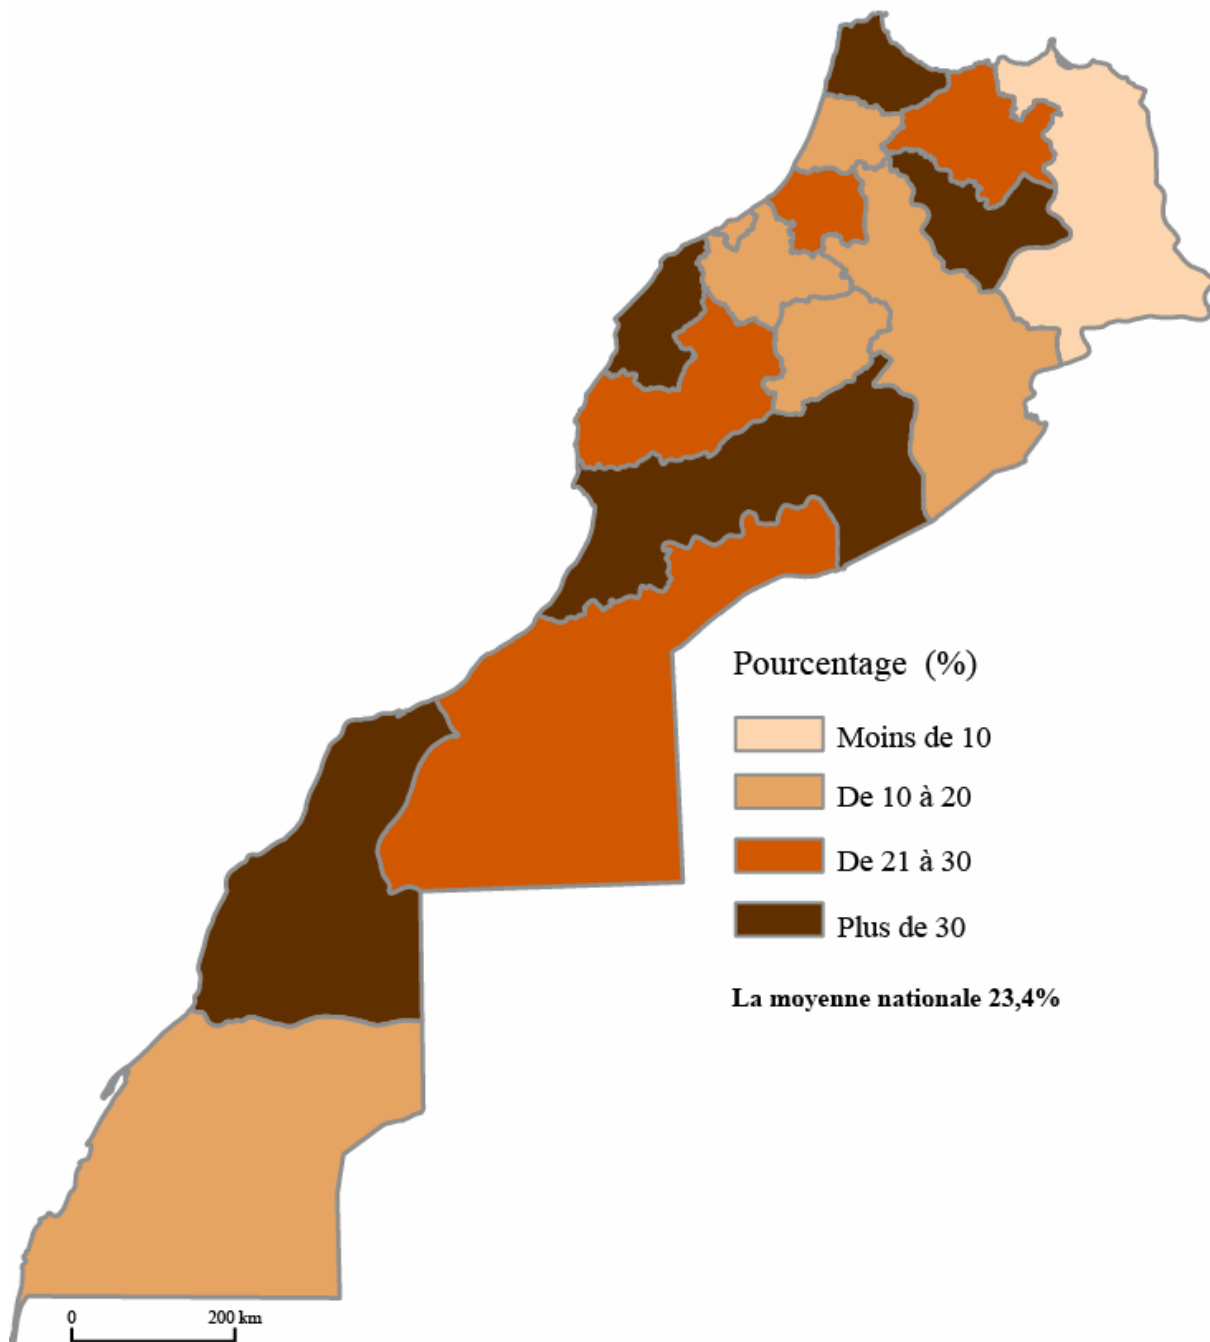 Pourcentage (%)
Moins de 10
De 10 à 20
De 21 à 30
Plus de 30
La moyenne nationale 23,4%
0 200 km